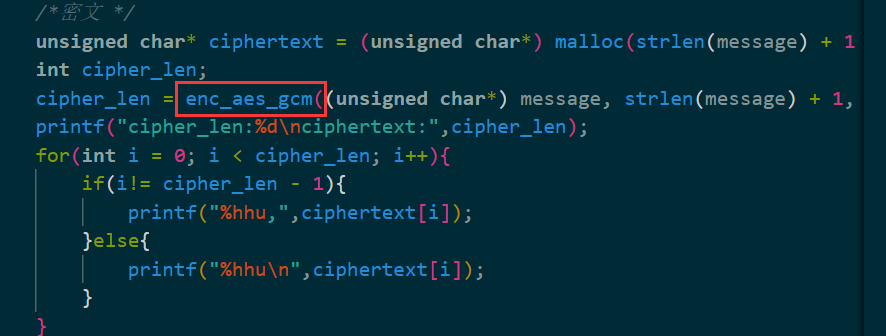 /*密文 */
unsigned char* ciphertext = (unsigned char*) malloc(strlen(message) + 1
int cipher_len;
cipher_len = enc_aes_gcm((unsigned char*) message, strlen(message) + 1,
printf("cipher_len:%d\nciphertext:",cipher_len);
for(int i = 0; i < cipher_len; i++){
    if(i!= cipher_len - 1){
        printf("%hhu,",ciphertext[i]);
    }else{
        printf("%hhu\n",ciphertext[i]);
    }
}